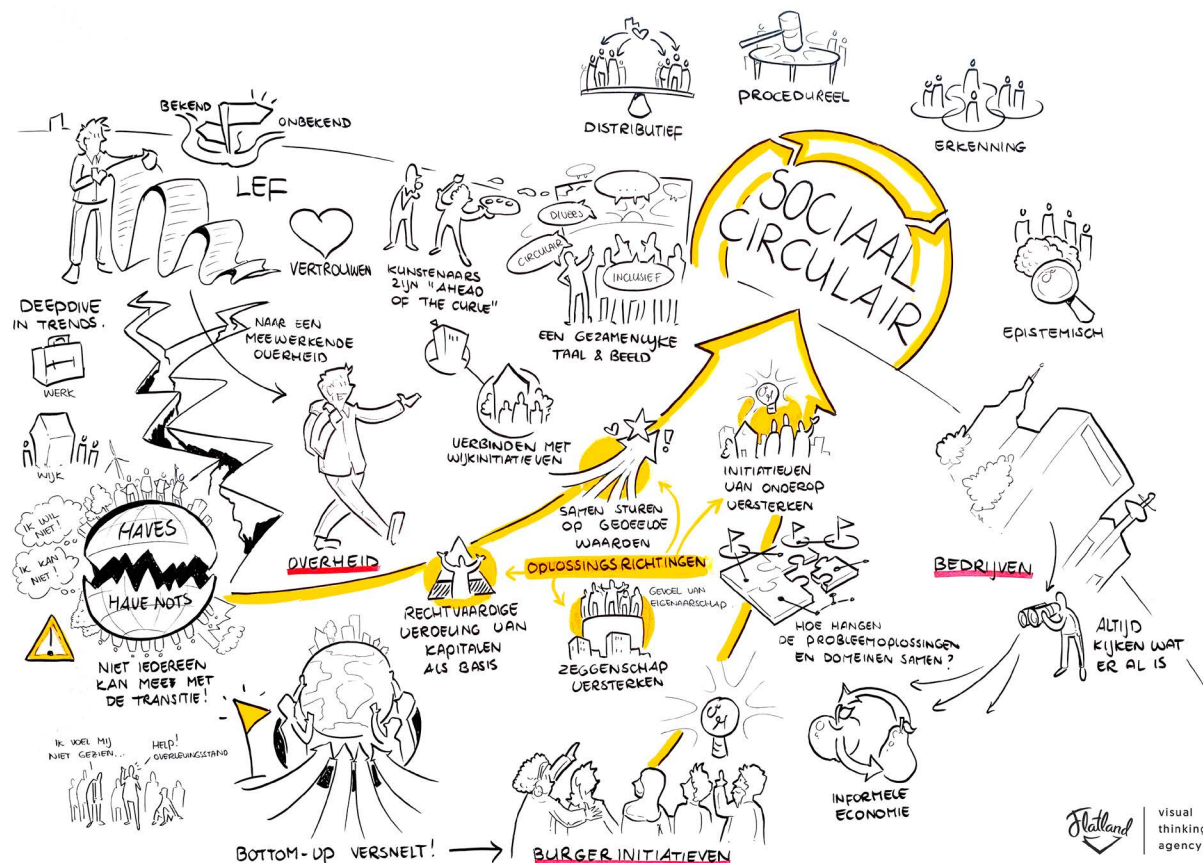 BEKEND
ONBEKEND
LEF
VERTROUWEN
KUNSTENAARS
ZIJN "AHEAD
OF THE CURVE"
DIVERS
CIRCULAIR
INCLUSIEF
EEN GEZAMENLIJKE
TAAL & BEELD
DISTRIBUTIEF
PROCEDUREEL
ERKENNING
EPISTEMISCH
SOCIAAL
CIRCULAIR
DEEPDIVE
IN TRENDS.
WERK
WIJK
NAAR EEN
MEEWERKENDE
OVERHEID
VERBINDEN MET
WIJKINITIATIEVEN
IK WIL
NIET!
IK KAN
NIET!
HAVES
HAVE NOTS
NIET IEDEREEN
KAN MEE MET
DE TRANSITIE!
IK VOEL MIJ
NIET GEZIEN...
HELP!
OVERLEVINGSSTAND
OVERHEID
SAMEN STUREN
OP GEDEELDE
WAARDEN
INITIATIEVEN
VAN ONDEROP
VERSTERKEN
OPLOSSINGSRICHTINGEN
RECHTVAARDIGE
VERDELING VAN
KAPITALEN
ALS BASIS
GEVOEL VAN
EIGENAARSCHAP.
ZEGGENSCHAP
VERSTERKEN
HOE HANGEN
DE PROBLEEMOPLOSSINGEN
EN DOMEINEN SAMEN?
BEDRIJVEN
ALTIJD
KIJKEN WAT
ER AL IS
INFORMELE
ECONOMIE
BOTTOM-UP VERSNELT!
BURGERINITIATIEVEN
Flatland
visual
thinking
agency